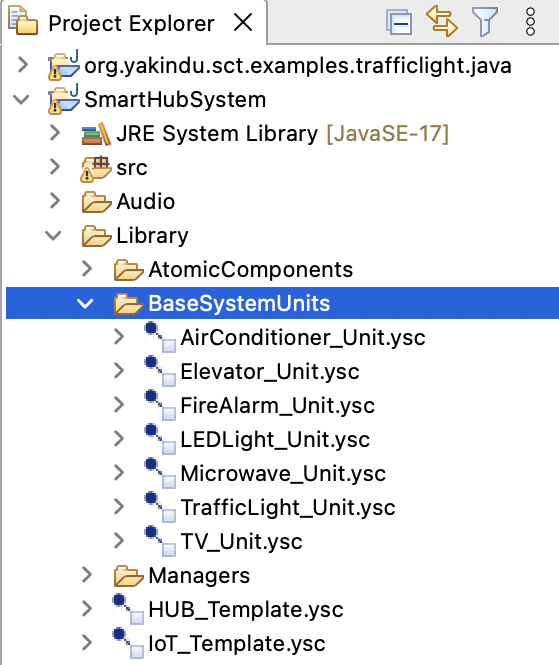 Project Explorer
org.yakindu.sct.examples.trafficlight.java
SmartHubSystem
JRE System Library [JavaSE-17]
src
Audio
Library
AtomicComponents
BaseSystemUnits
AirConditioner_Unit.ysc
Elevator_Unit.ysc
FireAlarm_Unit.ysc
LEDLight_Unit.ysc
Microwave_Unit.ysc
TrafficLight_Unit.ysc
TV_Unit.ysc
Managers
HUB_Template.ysc
IoT_Template.ysc